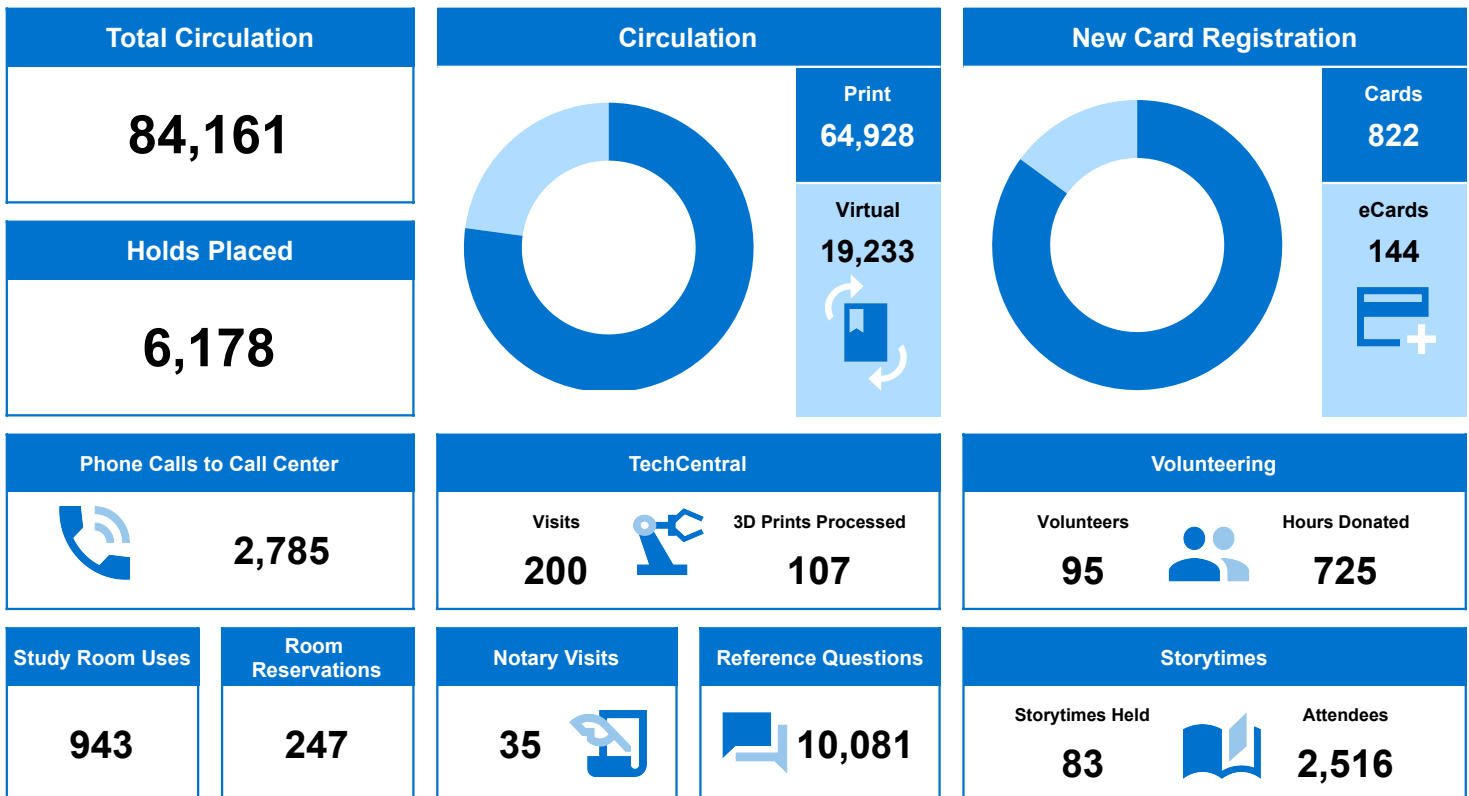 Total Circulation
84,161
Holds Placed
6,178
Circulation
Print
64,928
Virtual
19,233
New Card Registration
Cards
822
eCards
144
Phone Calls to Call Center
2,785
TechCentral
Visits
200
3D Prints Processed
107
Volunteering
Volunteers
95
Hours Donated
725
Study Room Uses
943
Room
Reservations
247
Notary Visits
35
Reference Questions
10,081
Storytimes
Storytimes Held
83
Attendees
2,516